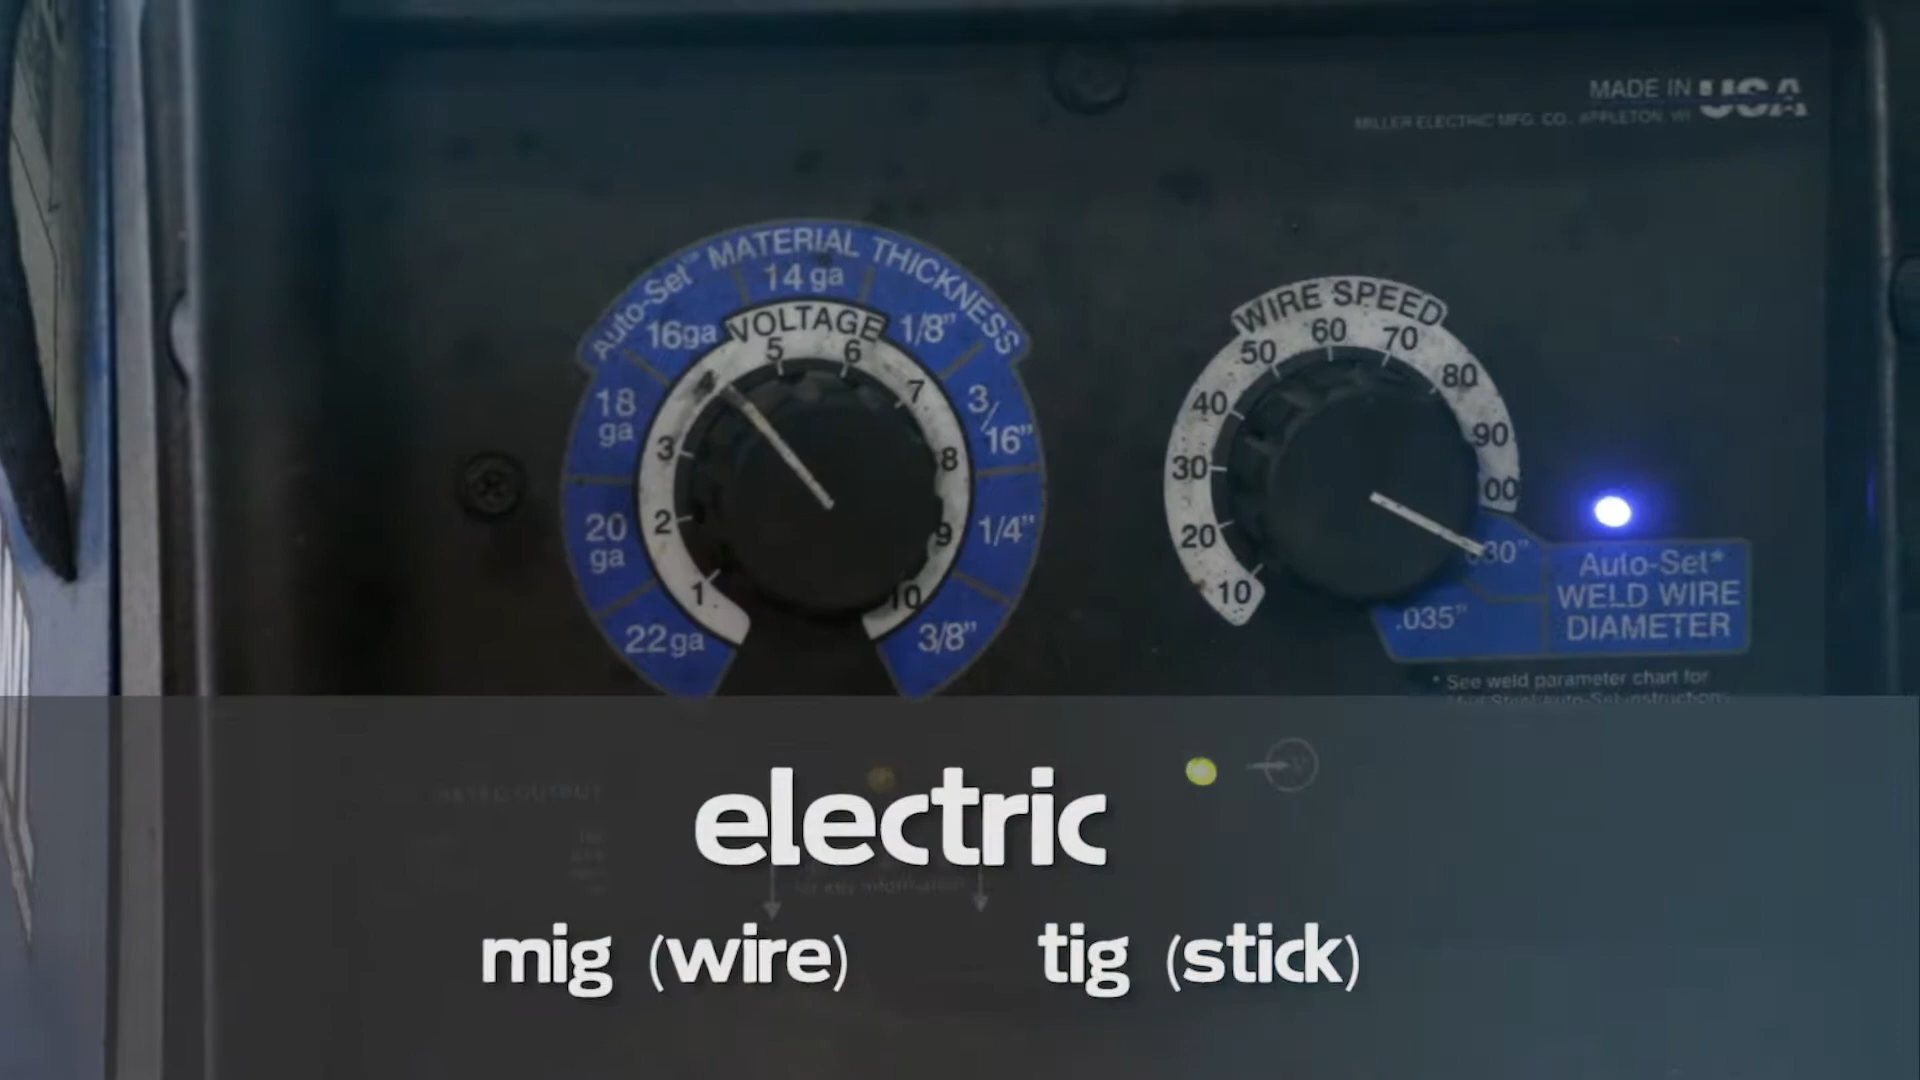 MADE IN USA
MILLER ELECTRIC MFG. CO., APPLETON, WI
Auto-Set™ MATERIAL THICKNESS
22ga
20 ga
18 ga
16ga
14 ga
1/8"
3/16"
1/4"
3/8"
VOLTAGE
1 2 3 4 5 6 7 8 9 10
WIRE SPEED
10 20 30 40 50 60 70 80 90 00
30"
.035"
Auto-Set*
WELD WIRE
DIAMETER
* See weld parameter chart for
electric
mig (wire) tig (stick)